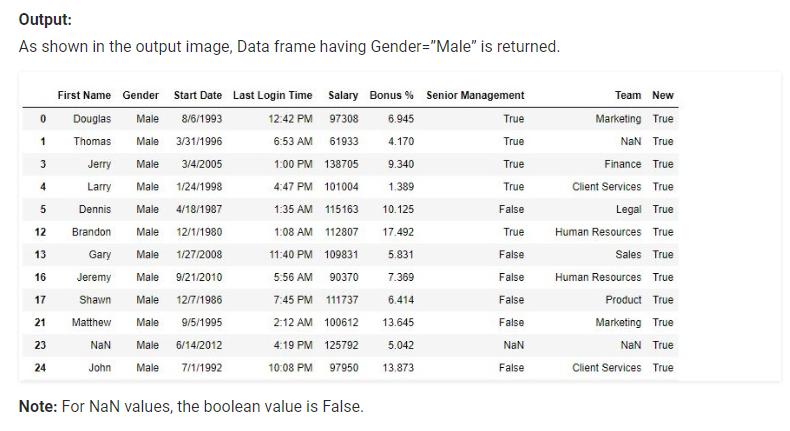 Output:
As shown in the output image, Data frame having Gender=”Male” is returned.
First Name Gender Start Date Last Login Time Salary Bonus % Senior Management Team New
0 Douglas Male 8/6/1993 12:42 PM 97308 6.945 True Marketing True
1 Thomas Male 3/31/1996 6:53 AM 61933 4.170 True NaN True
3 Jerry Male 3/4/2005 1:00 PM 138705 9.340 True Finance True
4 Larry Male 1/24/1998 4:47 PM 101004 1.389 True Client Services True
5 Dennis Male 4/18/1987 1:35 AM 115163 10.125 False Legal True
12 Brandon Male 12/1/1980 1:08 AM 112807 17.492 True Human Resources True
13 Gary Male 1/27/2008 11:40 PM 109831 5.831 False Sales True
16 Jeremy Male 9/21/2010 5:56 AM 90370 7.369 False Human Resources True
17 Shawn Male 12/7/1986 7:45 PM 111737 6.414 False Product True
21 Matthew Male 9/5/1995 2:12 AM 100612 13.645 False Marketing True
23 NaN Male 6/14/2012 4:19 PM 125792 5.042 NaN NaN True
24 John Male 7/1/1992 10:08 PM 97950 13.873 False Client Services True
Note: For NaN values, the boolean value is False.